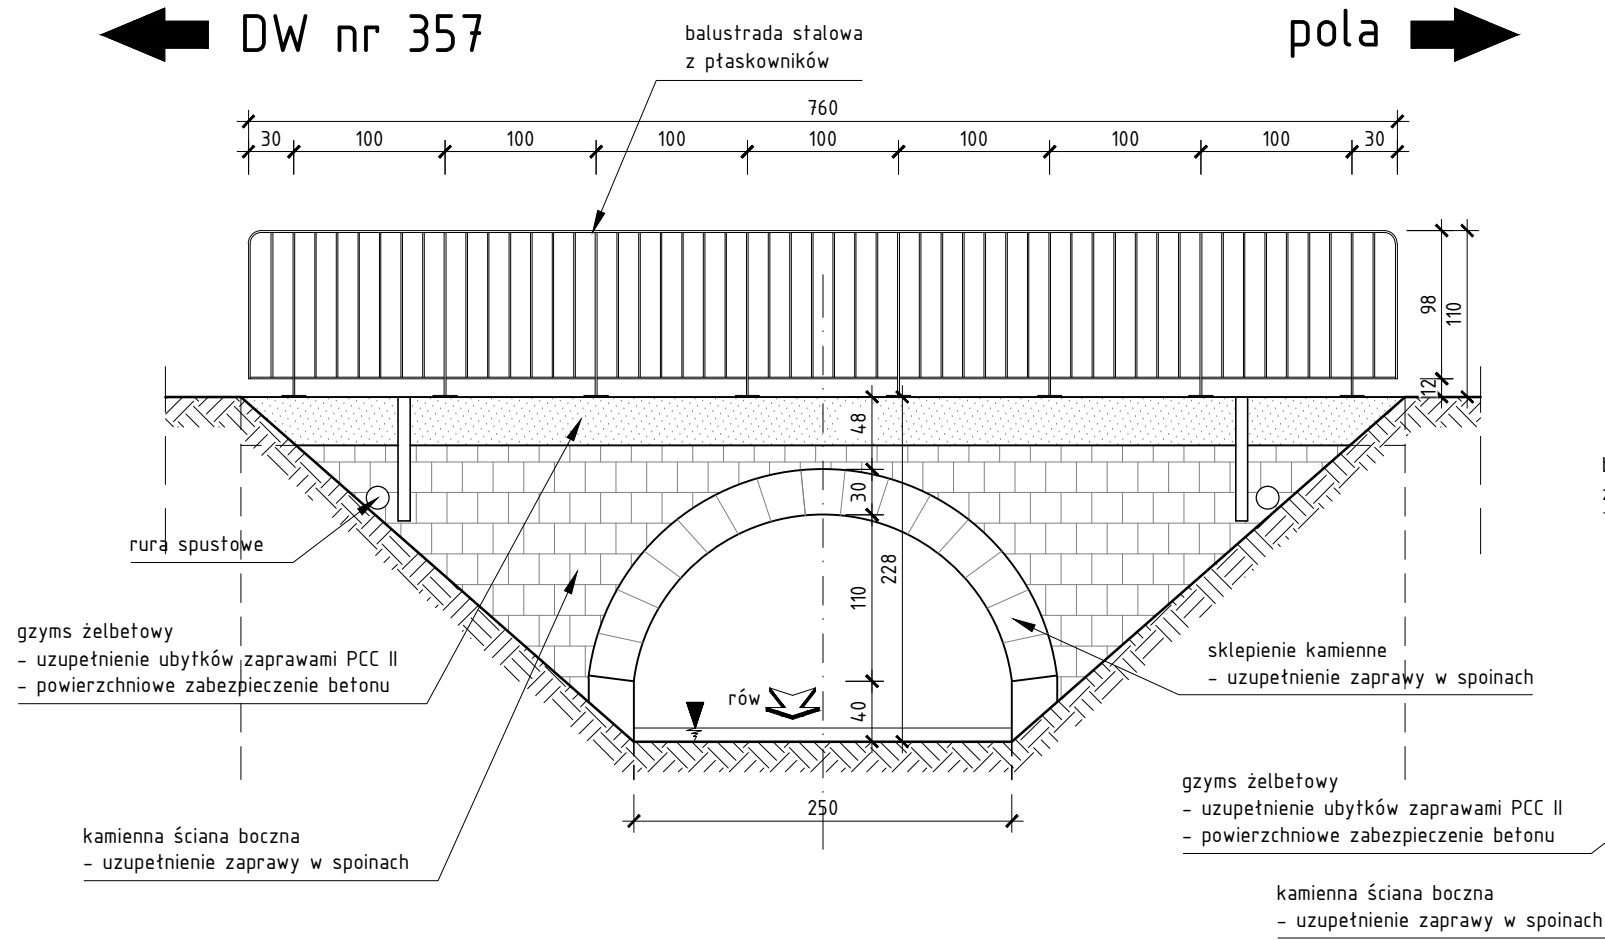 DW nr 357
pola
balustrada stalowa
z płaskowników
760
30 100 100 100 100 100 100 100 30
98
110
12
48
30
228
110
40
rura spustowe
gzyms żelbetowy
- uzupełnienie ubytków zaprawami PCC II
- powierzchniowe zabezpieczenie betonu
rów
sklepienie kamienne
- uzupełnienie zaprawy w spoinach
250
kamienna ściana boczna
- uzupełnienie zaprawy w spoinach
gzyms żelbetowy
- uzupełnienie ubytków zaprawami PCC II
- powierzchniowe zabezpieczenie betonu
kamienna ściana boczna
- uzupełnienie zaprawy w spoinach